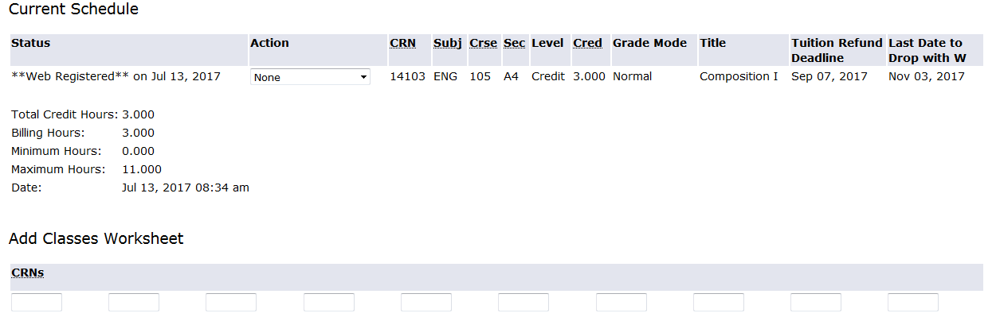 Current Schedule
Status Action CRN Subj Crse Sec Level Cred Grade Mode Title Tuition Refund Deadline Last Date to Drop with W
**Web Registered** on Jul 13, 2017 None 14103 ENG 105 A4 Credit 3.000 Normal Composition I Sep 07, 2017 Nov 03, 2017
Total Credit Hours: 3.000
Billing Hours: 3.000
Minimum Hours: 0.000
Maximum Hours: 11.000
Date: Jul 13, 2017 08:34 am
Add Classes Worksheet
CRNs